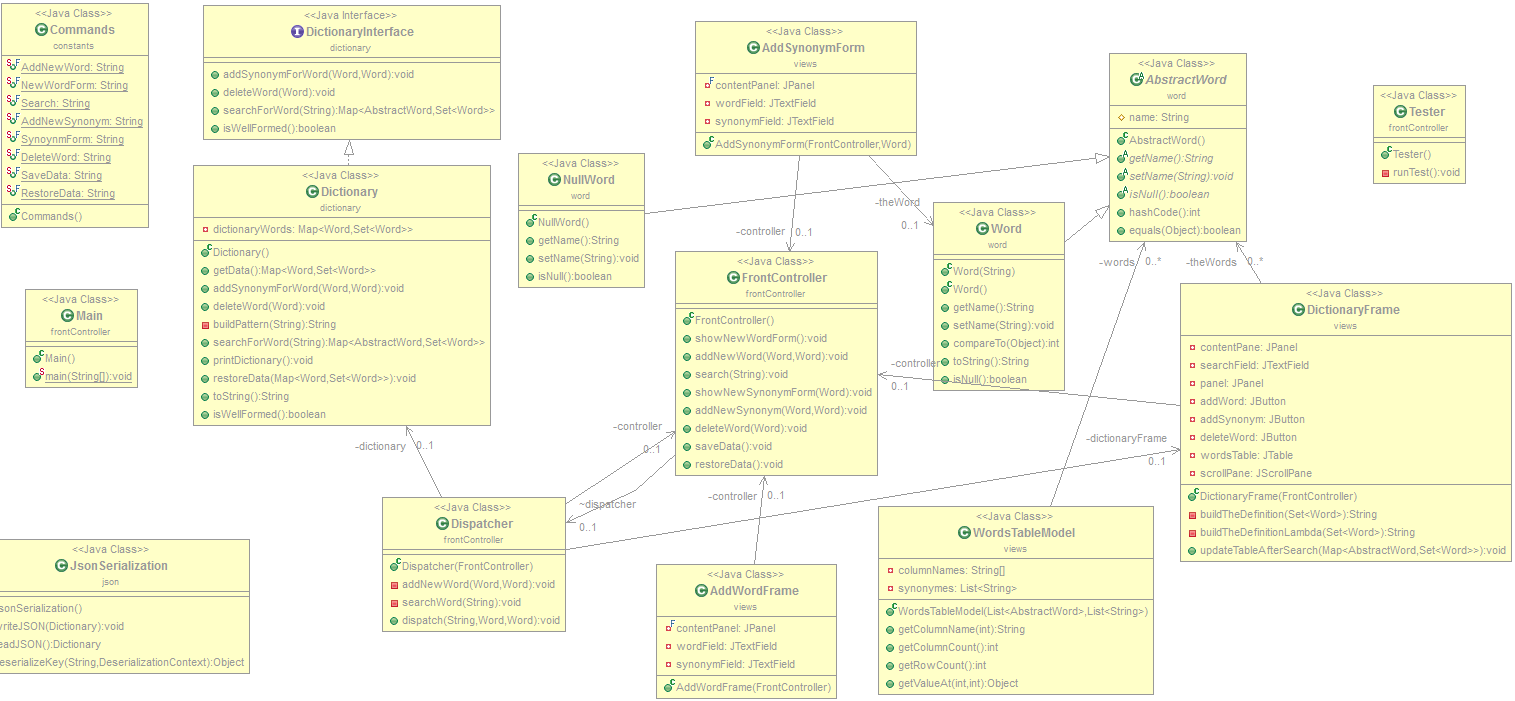 <<Java Class>>
Commands
constants
AddNewWord: String
NewWordForm: String
Search: String
AddNewSynonym: String
SynoynmForm: String
DeleteWord: String
SaveData: String
RestoreData: String
Commands()
<<Java Interface>>
DictionaryInterface
dictionary
addSynonymForWord(Word,Word):void
deleteWord(Word):void
searchForWord(String):Map<AbstractWord,Set<Word>>
isWellFormed():boolean
<<Java Class>>
Dictionary
dictionary
dictionaryWords: Map<Word,Set<Word>>
Dictionary()
getData():Map<Word,Set<Word>>
addSynonymForWord(Word,Word):void
deleteWord(Word):void
buildPattern(String):String
searchForWord(String):Map<AbstractWord,Set<Word>>
printDictionary():void
restoreData(Map<Word,Set<Word>>):void
toString():String
isWellFormed():boolean
<<Java Class>>
NullWord
word
NullWord()
getName():String
setName(String):void
isNull():boolean
<<Java Class>>
AddSynonymForm
views
contentPanel: JPanel
wordField: JTextField
synonymField: JTextField
AddSynonymForm(FrontController,Word)
<<Java Class>>
AbstractWord
word
name: String
AbstractWord()
getName():String
setName(String):void
isNull():boolean
hashCode():int
equals(Object):boolean
<<Java Class>>
Tester
frontController
Tester()
runTest():void
-theWord
0..1
-controller
0..1
<<Java Class>>
Word
word
Word(String)
Word()
getName():String
setName(String):void
compareTo(Object):int
toString():String
isNull():boolean
-words
0..*
-theWords
0..*
<<Java Class>>
Main
frontController
Main()
main(String[]):void
<<Java Class>>
FrontController
frontController
FrontController()
showNewWordForm():void
addNewWord(Word,Word):void
search(String):void
showNewSynonymForm(Word):void
addNewSynonym(Word,Word):void
deleteWord(Word):void
saveData():void
restoreData():void
-controller
0..1
<<Java Class>>
DictionaryFrame
views
contentPane: JPanel
searchField: JTextField
panel: JPanel
addWord: JButton
addSynonym: JButton
deleteWord: JButton
wordsTable: JTable
scrollPane: JScrollPane
DictionaryFrame(FrontController)
buildTheDefinition(Set<Word>):String
buildTheDefinitionLambda(Set<Word>):String
updateTableAfterSearch(Map<AbstractWord,Set<Word>>):void
-dictionary
0..1
-controller
0..1
~dispatcher
0..1
-controller
0..1
-dictionaryFrame
0..1
<<Java Class>>
Dispatcher
frontController
Dispatcher(FrontController)
addNewWord(Word,Word):void
searchWord(String):void
dispatch(String,Word,Word):void
<<Java Class>>
JsonSerialization
json
sonSerialization()
riteJSON(Dictionary):void
eadJSON():Dictionary
eserializeKey(String,DeserializationContext):Object
<<Java Class>>
AddWordFrame
views
contentPanel: JPanel
wordField: JTextField
synonymField: JTextField
AddWordFrame(FrontController)
<<Java Class>>
WordsTableModel
views
columnNames: String[]
synonymes: List<String>
WordsTableModel(List<AbstractWord>,List<String>)
getColumnName(int):String
getColumnCount():int
getRowCount():int
getValueAt(int,int):Object